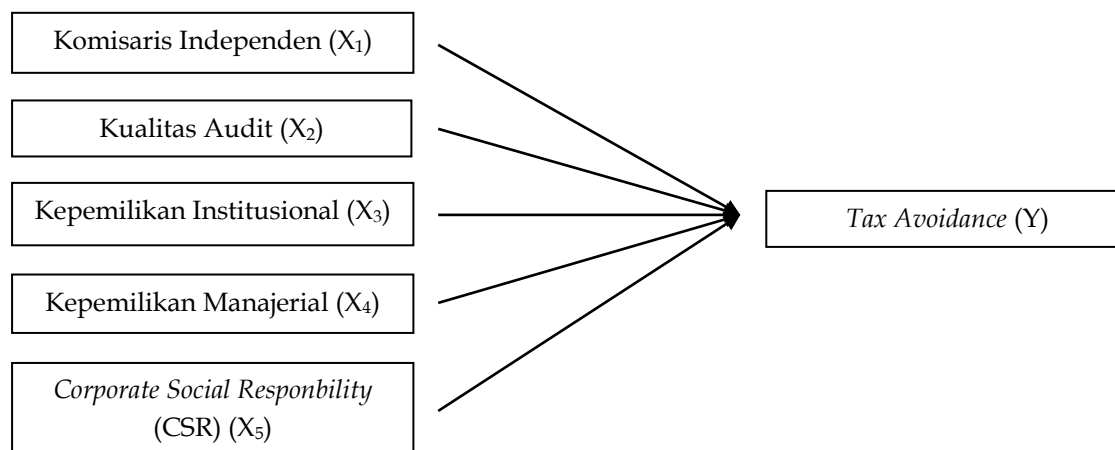 Komisaris Independen (X₁)
Kualitas Audit (X₂)
Kepemilikan Institusional (X₃)
Tax Avoidance (Y)
Kepemilikan Manajerial (X₄)
Corporate Social Responbility
(CSR) (X₅)